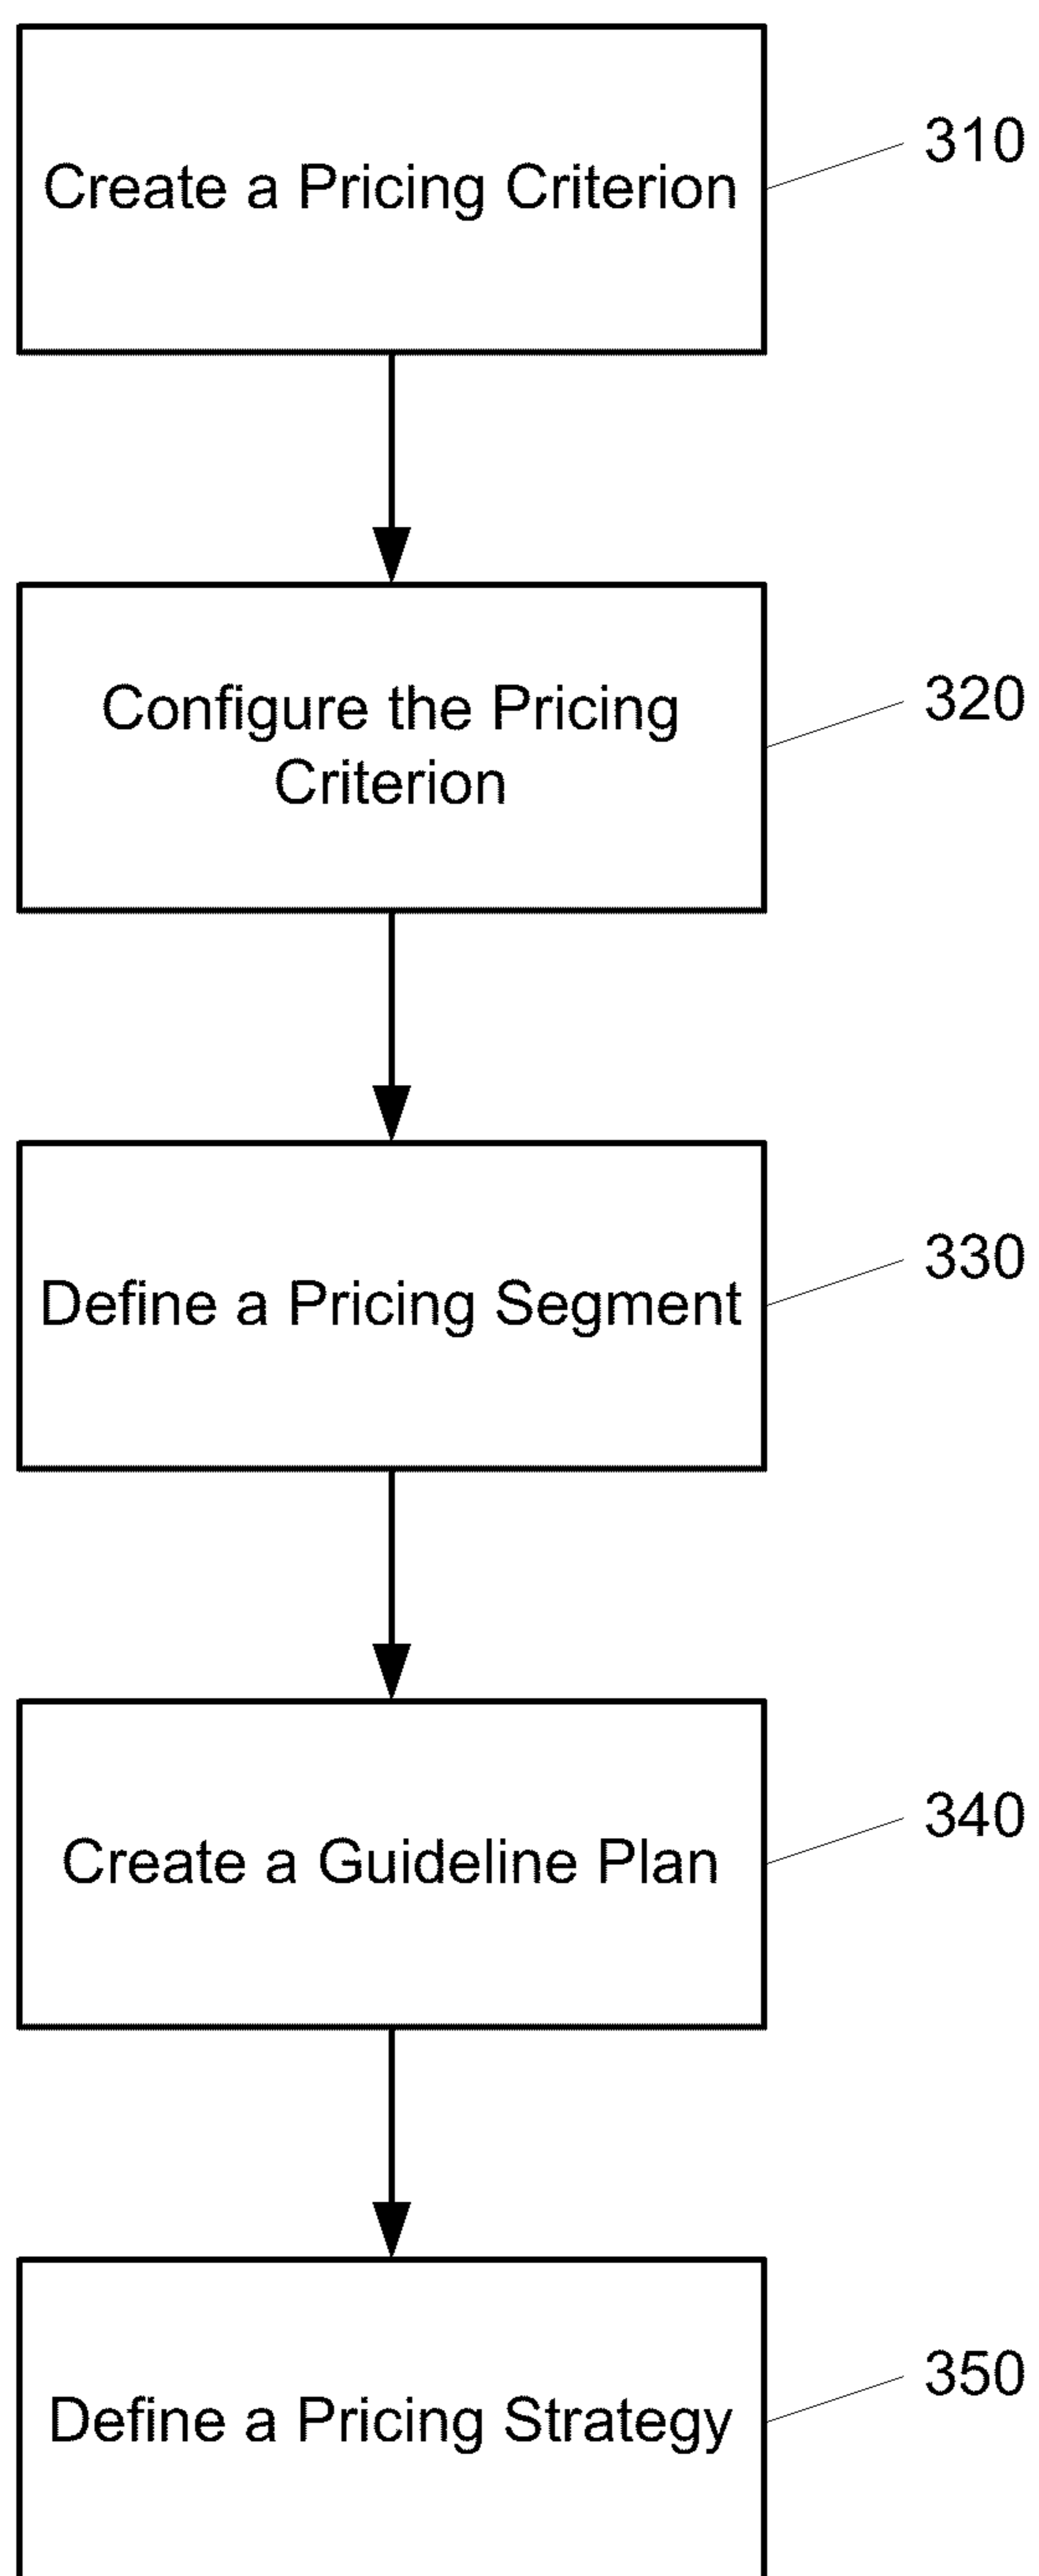 Create a Pricing Criterion
310
Configure the Pricing
Criterion
320
Define a Pricing Segment
330
Create a Guideline Plan
340
Define a Pricing Strategy
350